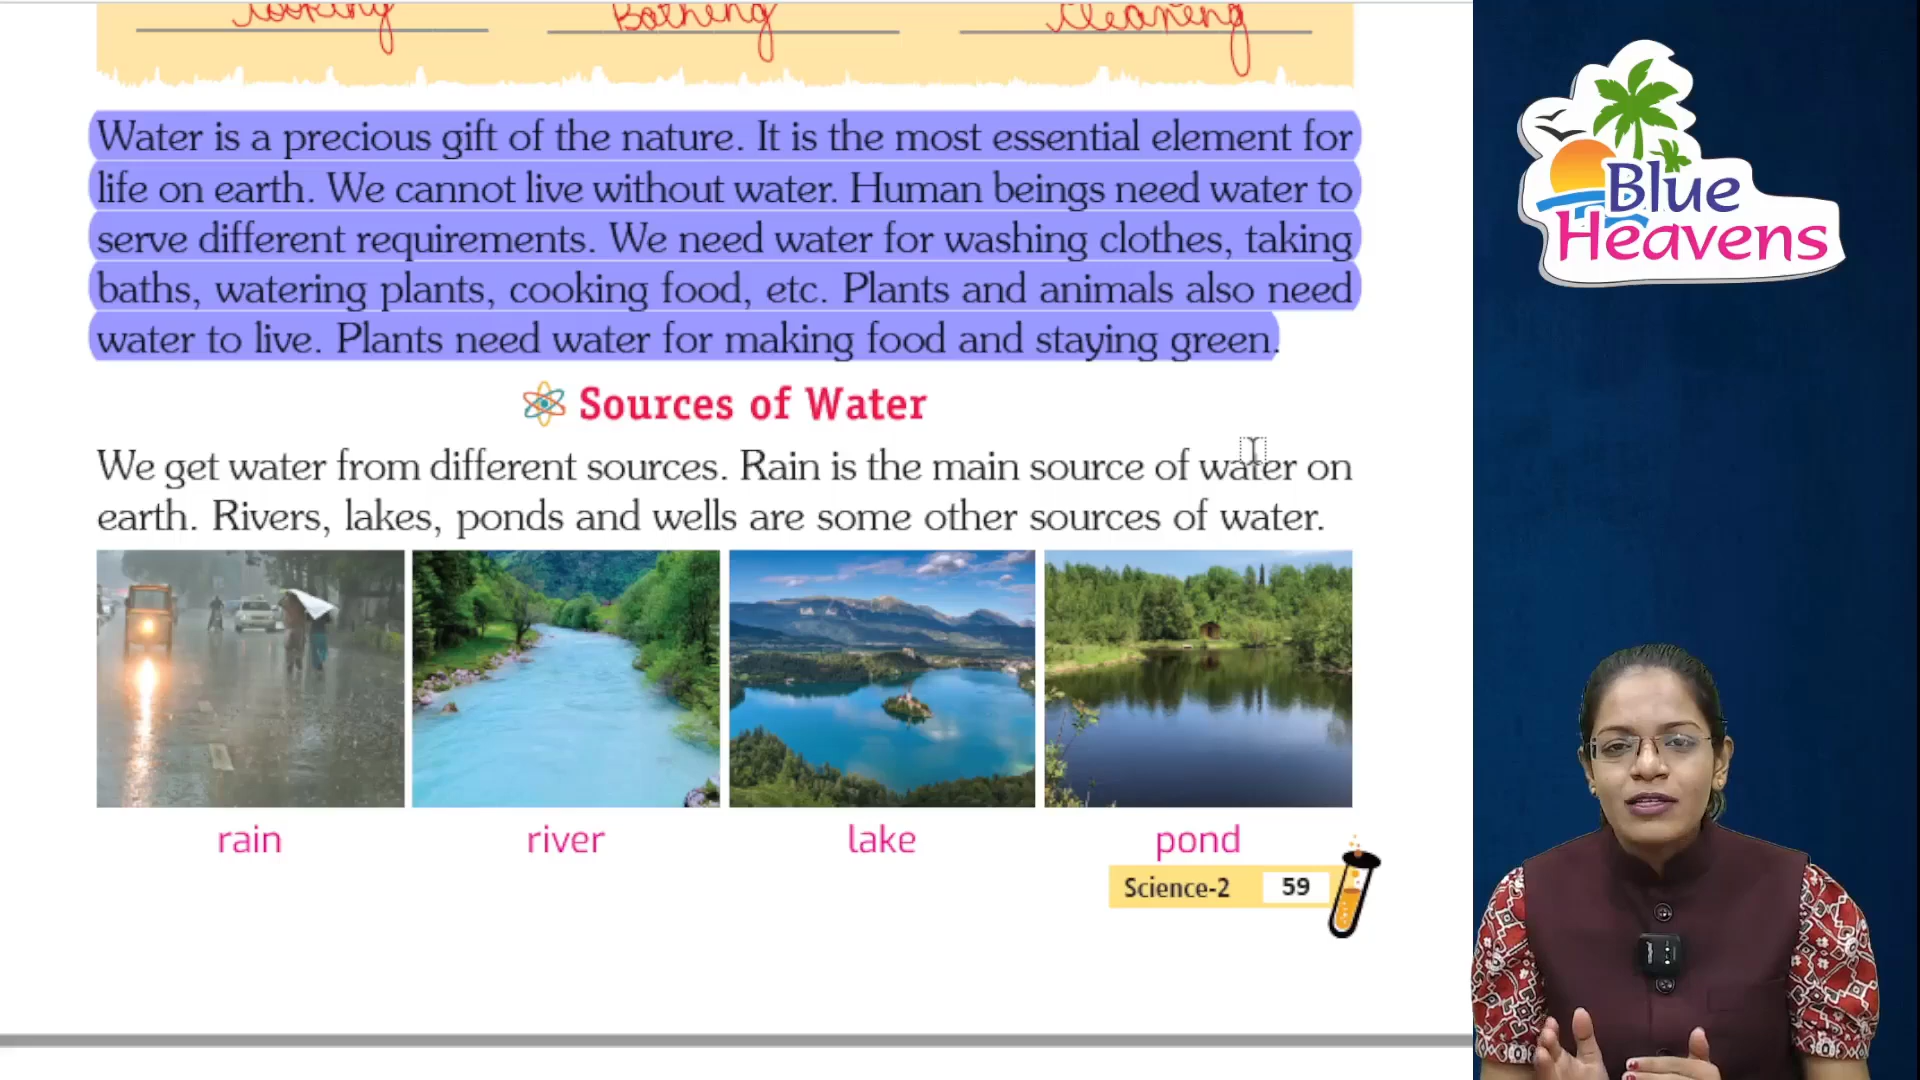 Cooking Bathing Cleaning
Water is a precious gift of the nature. It is the most essential element for
life on earth. We cannot live without water. Human beings need water to
serve different requirements. We need water for washing clothes, taking
baths, watering plants, cooking food, etc. Plants and animals also need
water to live. Plants need water for making food and staying green.
Sources of Water
We get water from different sources. Rain is the main source of water on
earth. Rivers, lakes, ponds and wells are some other sources of water.
rain river lake pond
Science-2 59
Blue
Heavens